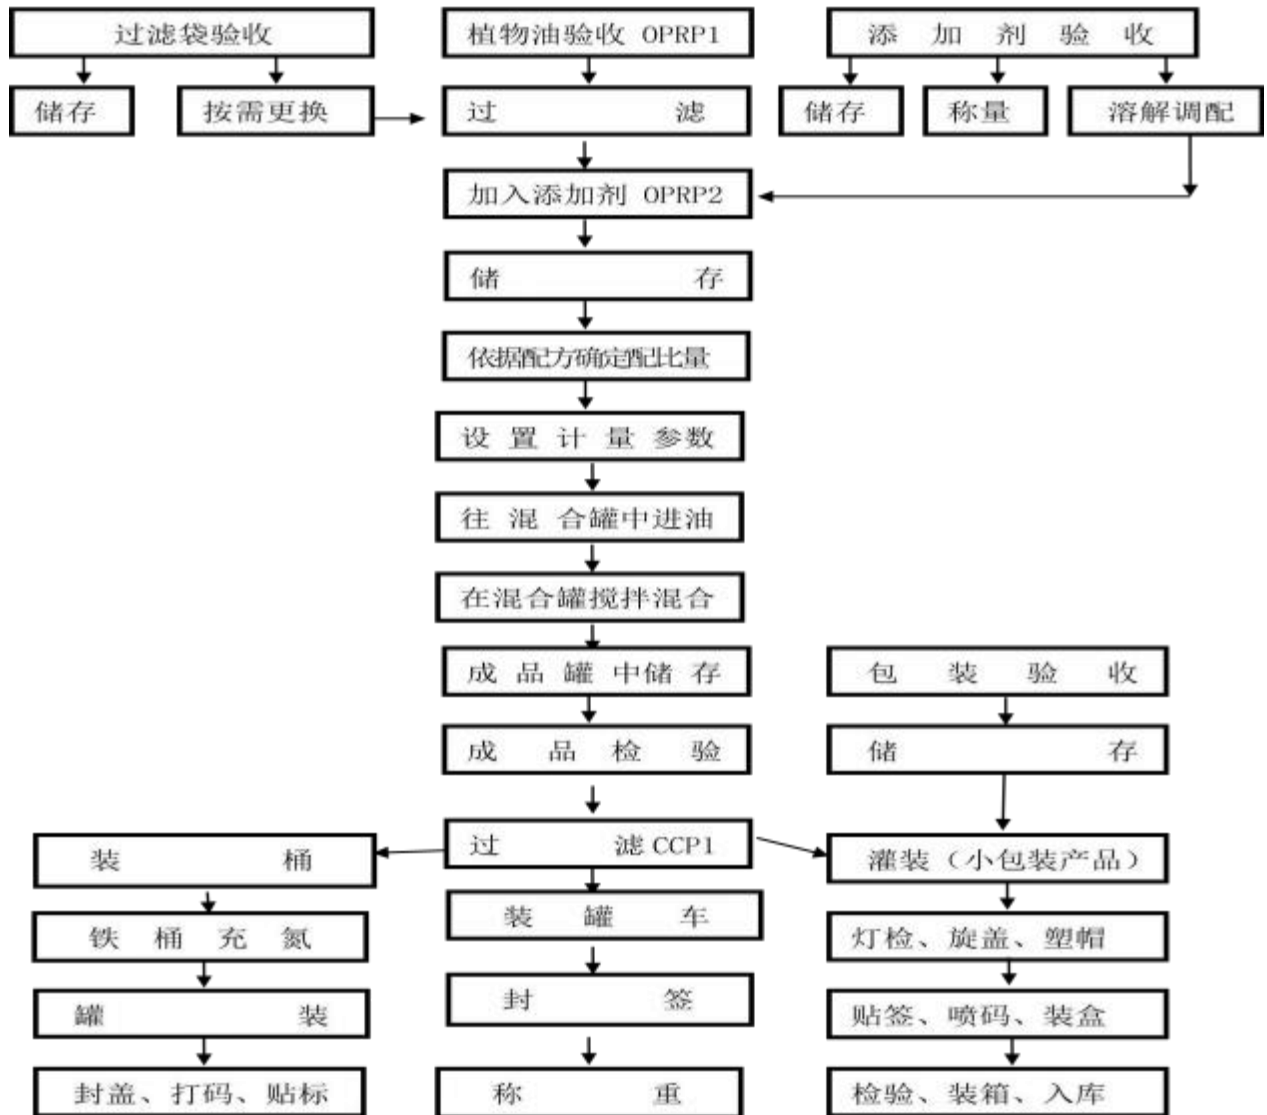 过滤袋验收
植物油验收 OPRP1
添加剂验收
储存
按需更换
过滤
储存
称量
溶解调配
加入添加剂 OPRP2
储存
依据配方确定配比量
设置计量参数
往混合罐中进油
在混合罐搅拌混合
成品罐中储存
包装验收
成品检验
储存
装桶
过滤CCP1
灌装（小包装产品）
装罐车
铁桶充氮
灯检、旋盖、塑帽
封签
罐装
贴签、喷码、装盒
封盖、打码、贴标
称重
检验、装箱、入库